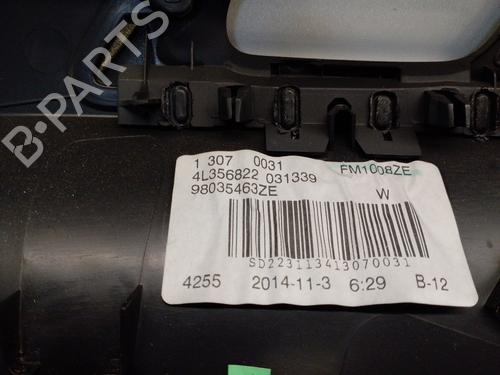 B-PARTS
1 307 0031 FM1008ZE
4L356822 031339
98035463ZE W
SD223113413070031
4255 2014-11-3 6:29 B-12